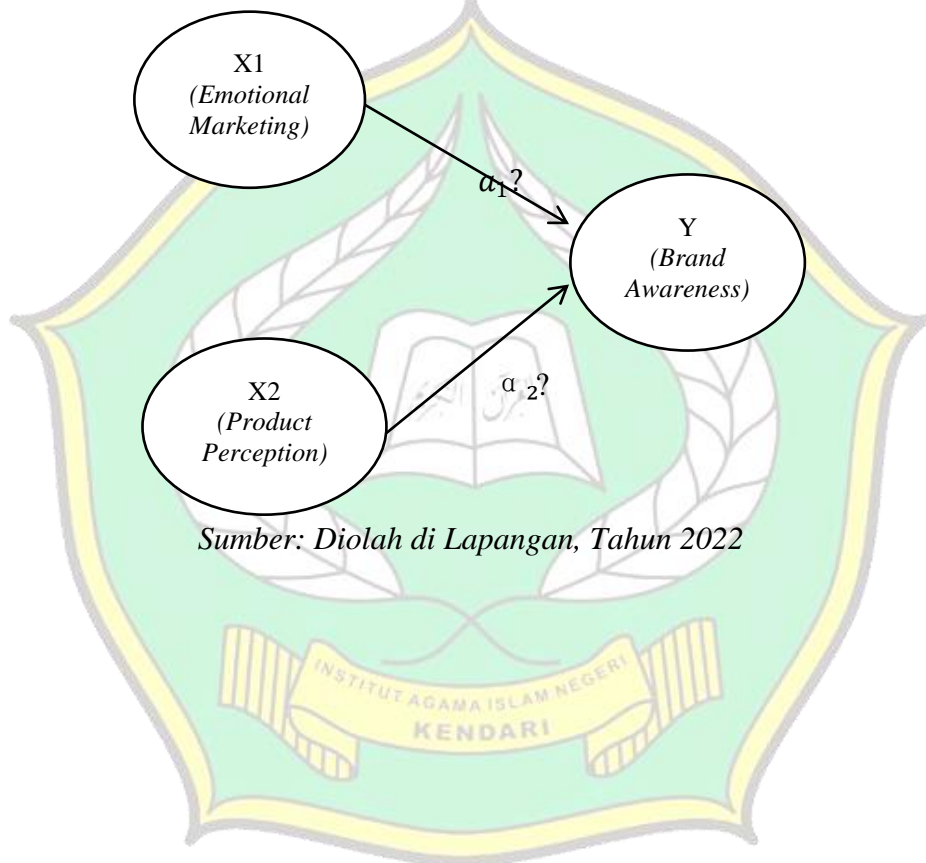 X1
(Emotional
Marketing)
α₁?
Y
(Brand
Awareness)
X2
(Product
Perception)
α ₂?
Sumber: Diolah di Lapangan, Tahun 2022
INSTITUT AGAMA ISLAM NEGERI
KENDARI